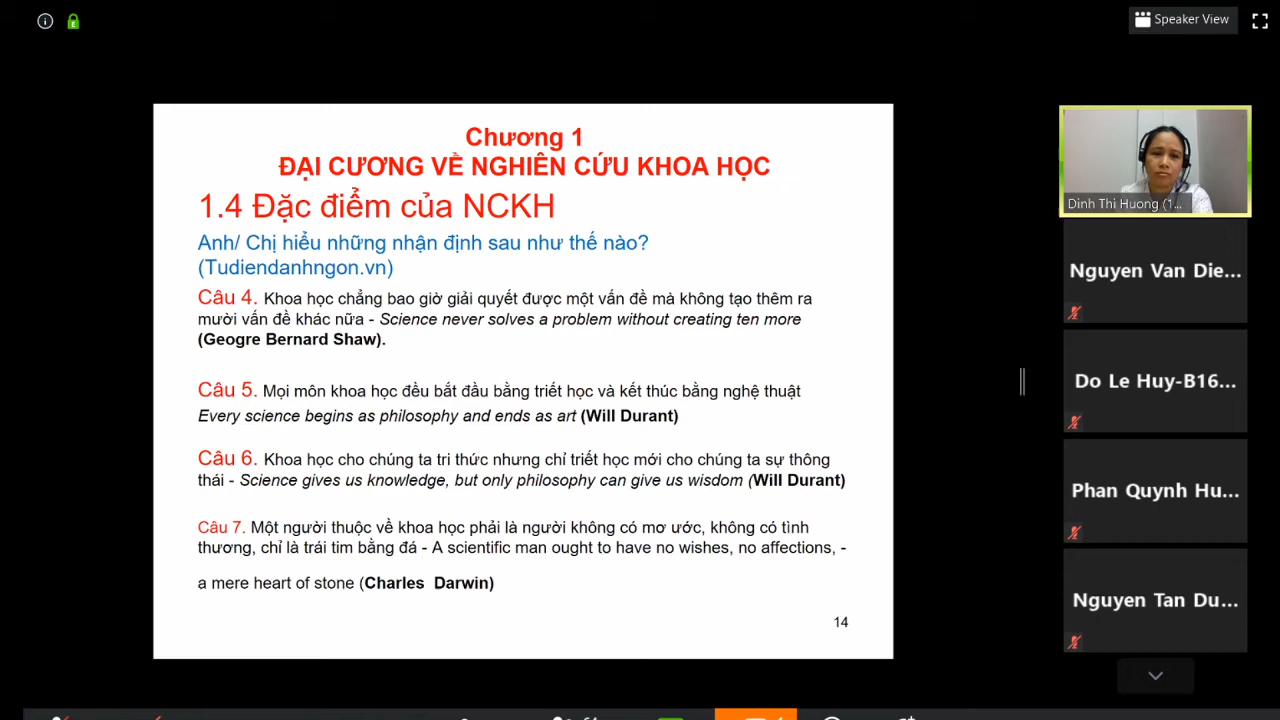 Speaker View
Chương 1
ĐẠI CƯƠNG VỀ NGHIÊN CỨU KHOA HỌC
1.4 Đặc điểm của NCKH
Anh/ Chị hiểu những nhận định sau như thế nào?
(Tudiendanhngon.vn)
Câu 4. Khoa học chẳng bao giờ giải quyết được một vấn đề mà không tạo thêm ra
mười vấn đề khác nữa - Science never solves a problem without creating ten more
(Geogre Bernard Shaw).
Câu 5. Mọi môn khoa học đều bắt đầu bằng triết học và kết thúc bằng nghệ thuật
Every science begins as philosophy and ends as art (Will Durant)
Câu 6. Khoa học cho chúng ta tri thức nhưng chỉ triết học mới cho chúng ta sự thông
thái - Science gives us knowledge, but only philosophy can give us wisdom (Will Durant)
Câu 7. Một người thuộc về khoa học phải là người không có mơ ước, không có tình
thương, chỉ là trái tim bằng đá - A scientific man ought to have no wishes, no affections, -
a mere heart of stone (Charles Darwin)
14
Dinh Thi Huong (1...
Nguyen Van Die...
Do Le Huy-B16...
Phan Quynh Hu...
Nguyen Tan Du...